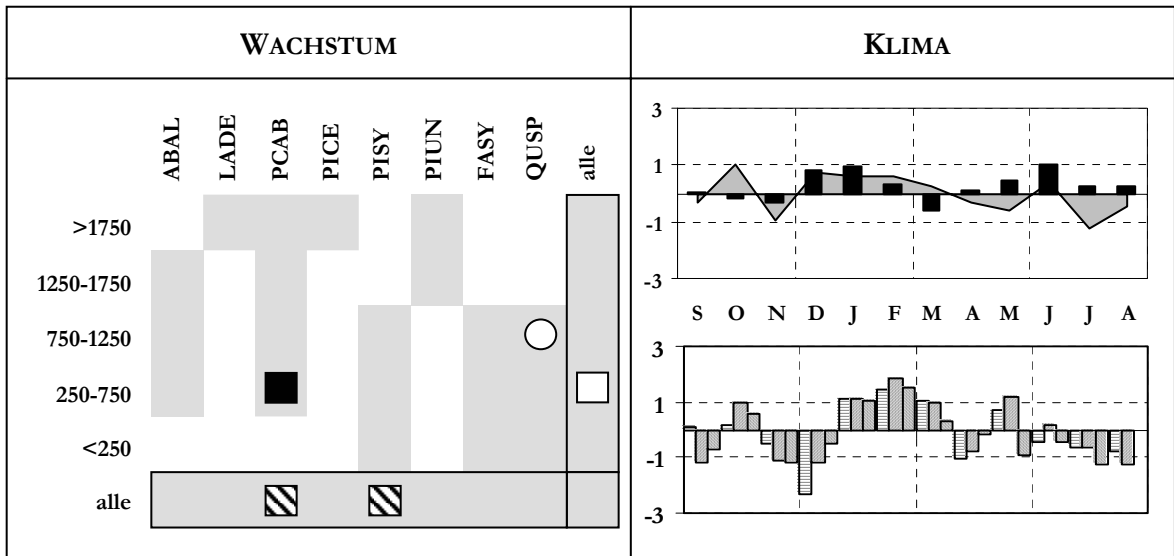 WACHSTUM
KLIMA
ABAL LADE PCAB PICE PISY PIUN FASY QUSP alle
>1750
1250-1750
750-1250
250-750
<250
alle
3
1
-1
-3
S O N D J F M A M J J A
3
1
-1
-3